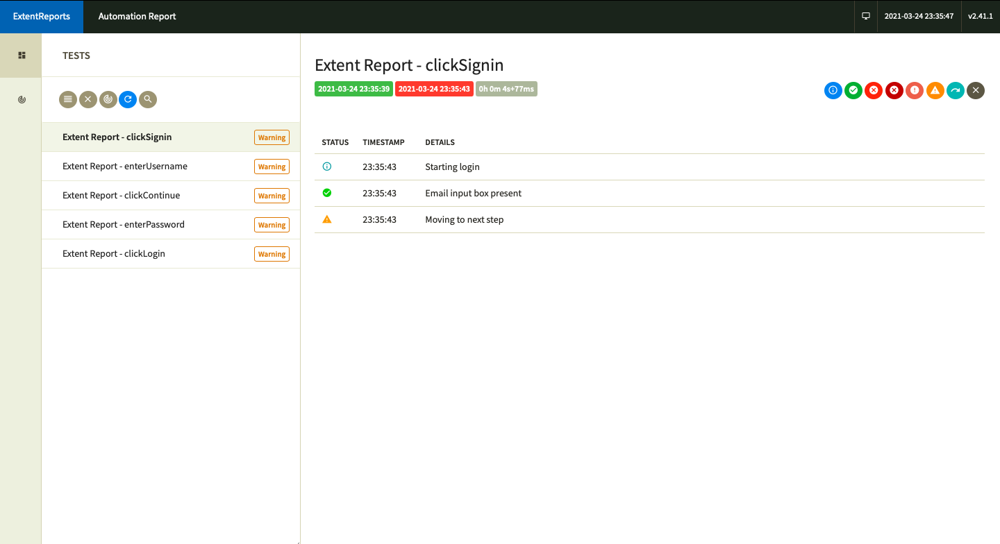 ExtentReports Automation Report 2021-03-24 23:35:47 v2.41.1
TESTS
Extent Report - clickSignin Warning
Extent Report - enterUsername Warning
Extent Report - clickContinue Warning
Extent Report - enterPassword Warning
Extent Report - clickLogin Warning
Extent Report - clickSignin
2021-03-24 23:35:39 2021-03-24 23:35:43 0h 0m 4s+77ms
STATUS TIMESTAMP DETAILS
23:35:43 Starting login
23:35:43 Email input box present
23:35:43 Moving to next step